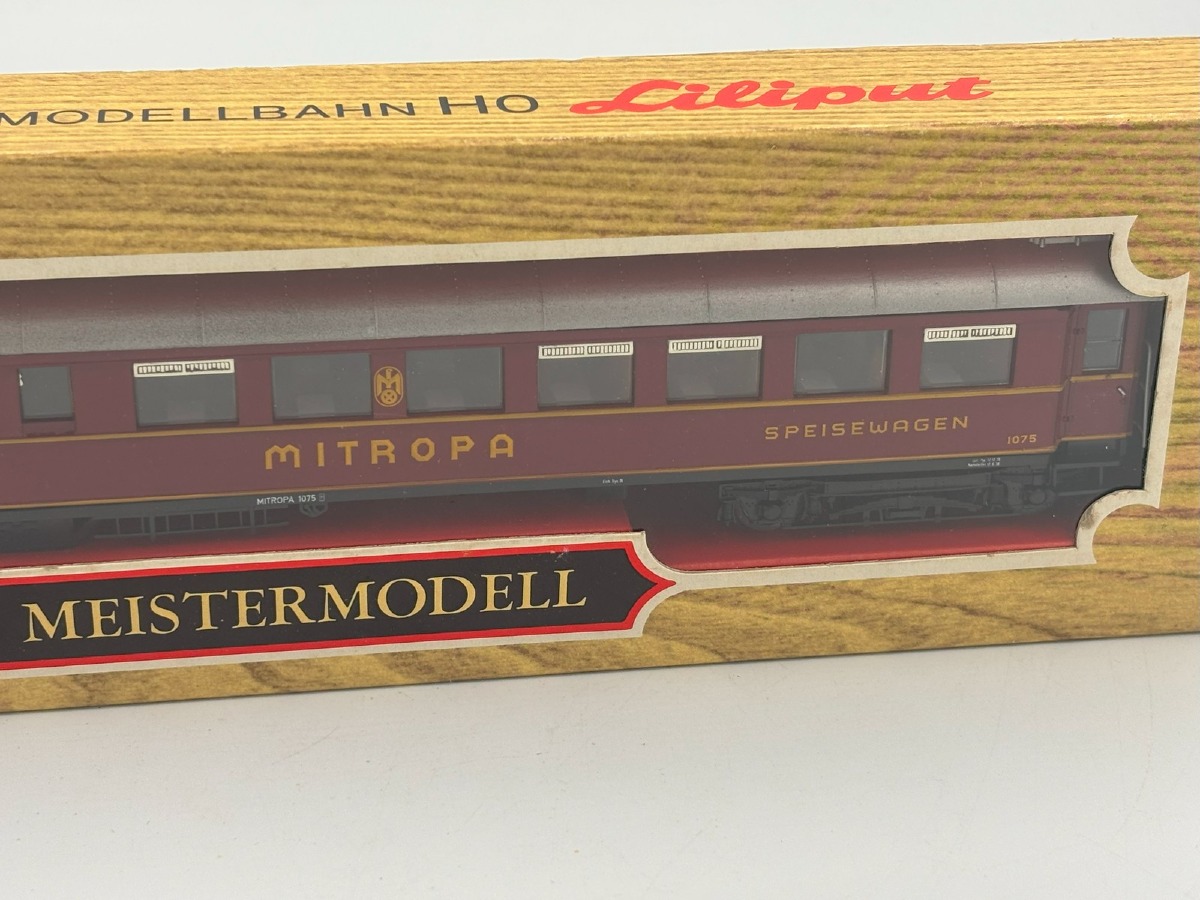 MODELLBAHN HO Liliput
MITROPA
SPEISEWAGEN
1075
MITROPA 1075
MEISTERMODELL